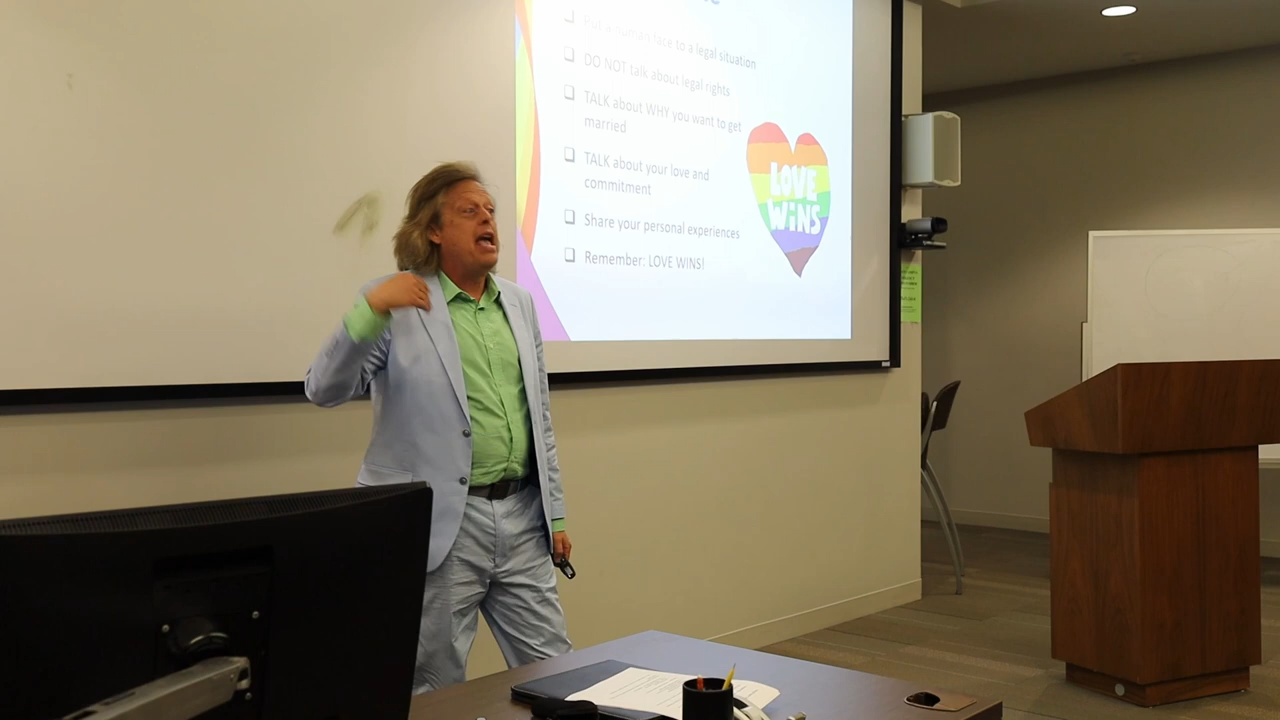 Put a human face to a legal situation
DO NOT talk about legal rights
TALK about WHY you want to get
married
TALK about your love and
commitment
Share your personal experiences
Remember: LOVE WINS!
LOVE
WiNS